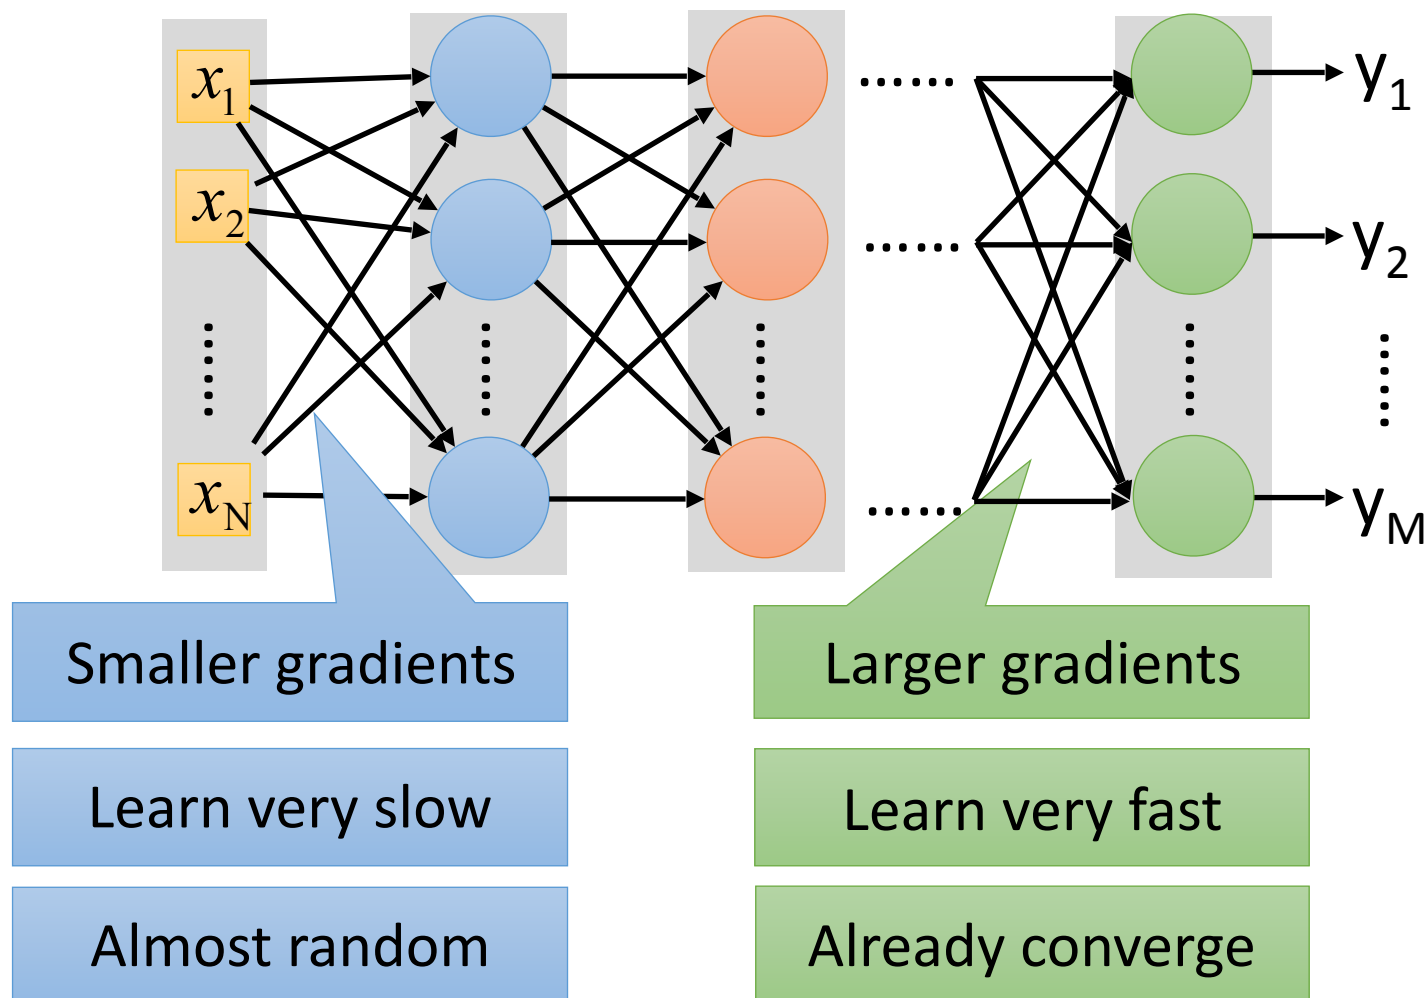 x1
y1
x2
y2
xN
yM
Smaller gradients
Larger gradients
Learn very slow
Learn very fast
Almost random
Already converge